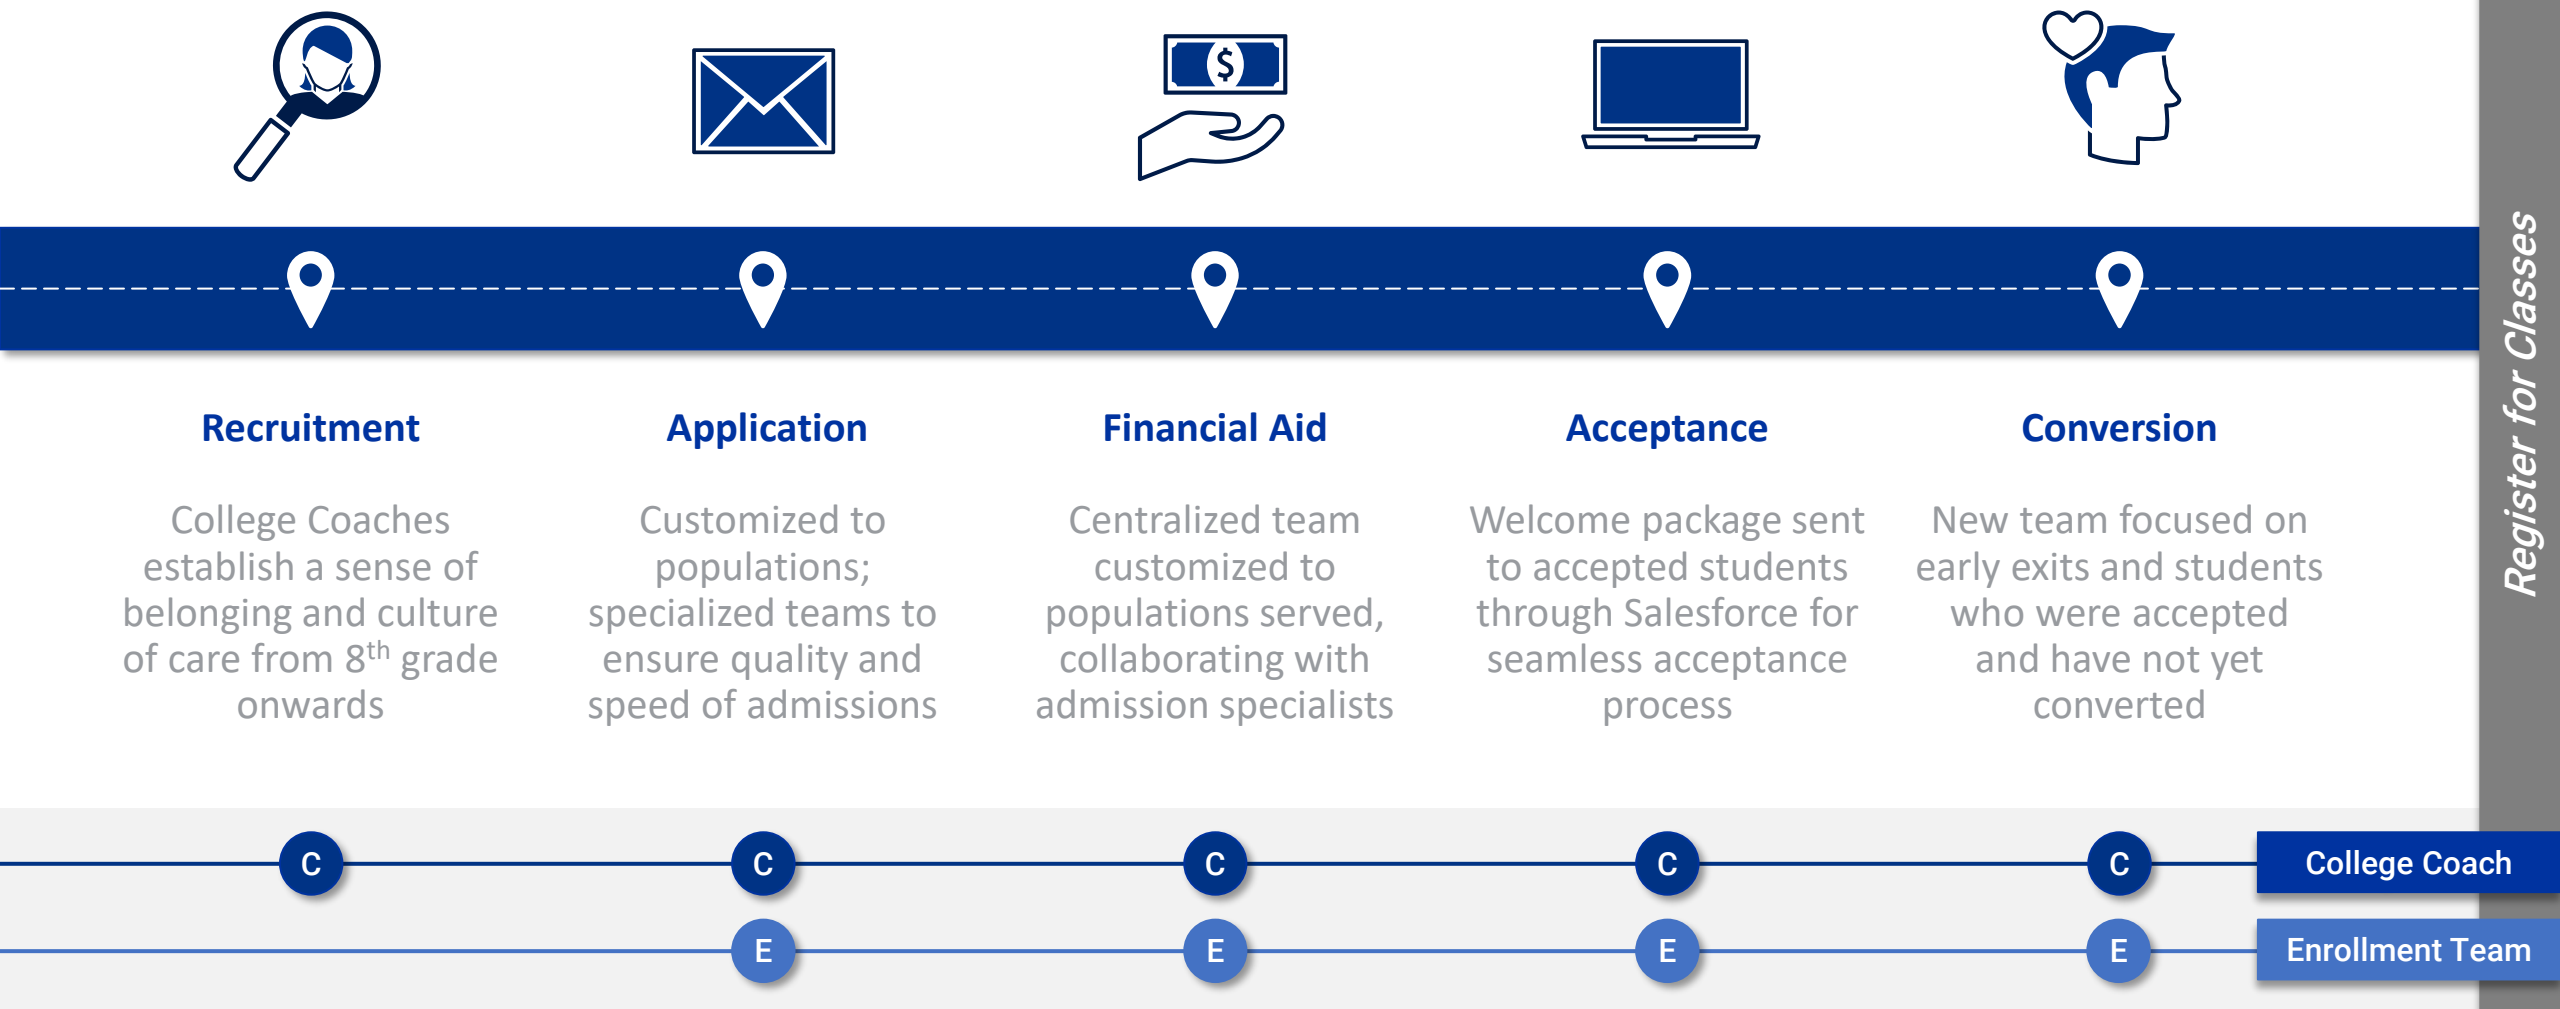 Recruitment
College Coaches
establish a sense of
belonging and culture
of care from 8th grade
onwards
Application
Customized to
populations;
specialized teams to
ensure quality and
speed of admissions
Financial Aid
Centralized team
customized to
populations served,
collaborating with
admission specialists
Acceptance
Welcome package sent
to accepted students
through Salesforce for
seamless acceptance
process
Conversion
New team focused on
early exits and students
who were accepted
and have not yet
converted
Register for Classes
C C C C C College Coach
E E E E Enrollment Team
$